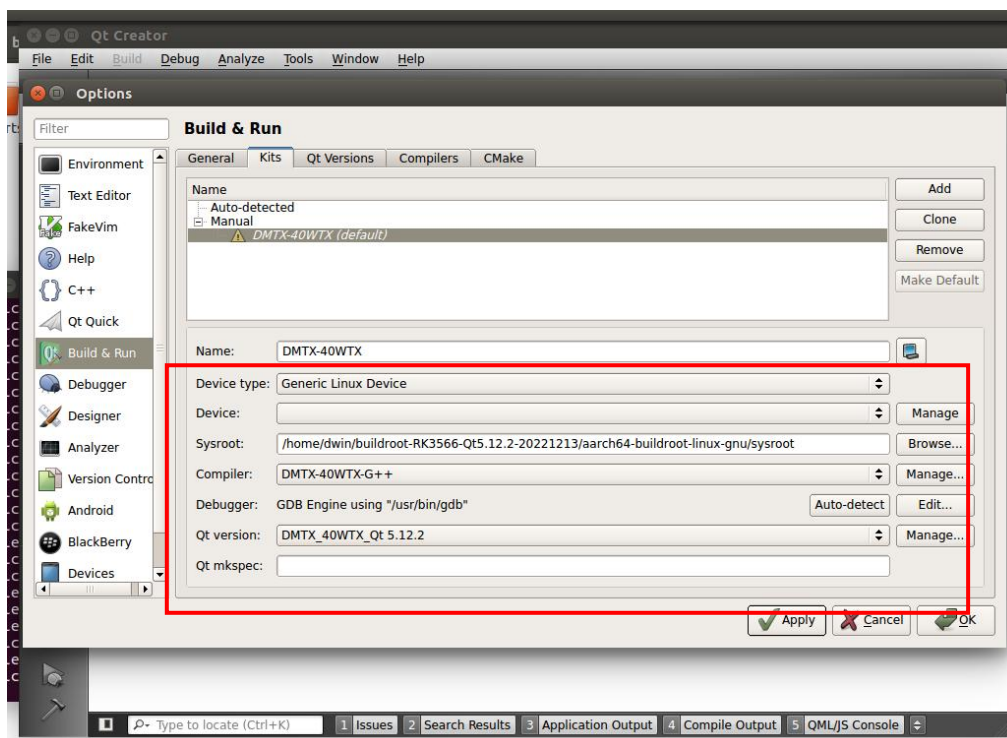 Qt Creator
File Edit Build Debug Analyze Tools Window Help
Options
Filter
Build & Run
General Kits Qt Versions Compilers CMake
Environment
Text Editor
FakeVim
Help
C++
Qt Quick
Build & Run
Debugger
Designer
Analyzer
Version Contro
Android
BlackBerry
Devices
Name
Auto-detected
Manual
DMTX-40WTX (default)
Add
Clone
Remove
Make Default
Name: DMTX-40WTX
Device type: Generic Linux Device
Device: Manage
Sysroot: /home/dwin/buildroot-RK3566-Qt5.12.2-20221213/aarch64-buildroot-linux-gnu/sysroot Browse...
Compiler: DMTX-40WTX-G++ Manage...
Debugger: GDB Engine using "/usr/bin/gdb" Auto-detect Edit...
Qt version: DMTX_40WTX_Qt 5.12.2 Manage...
Qt mkspec:
Apply Cancel OK
Type to locate (Ctrl+K) 1 Issues 2 Search Results 3 Application Output 4 Compile Output 5 QML/JS Console